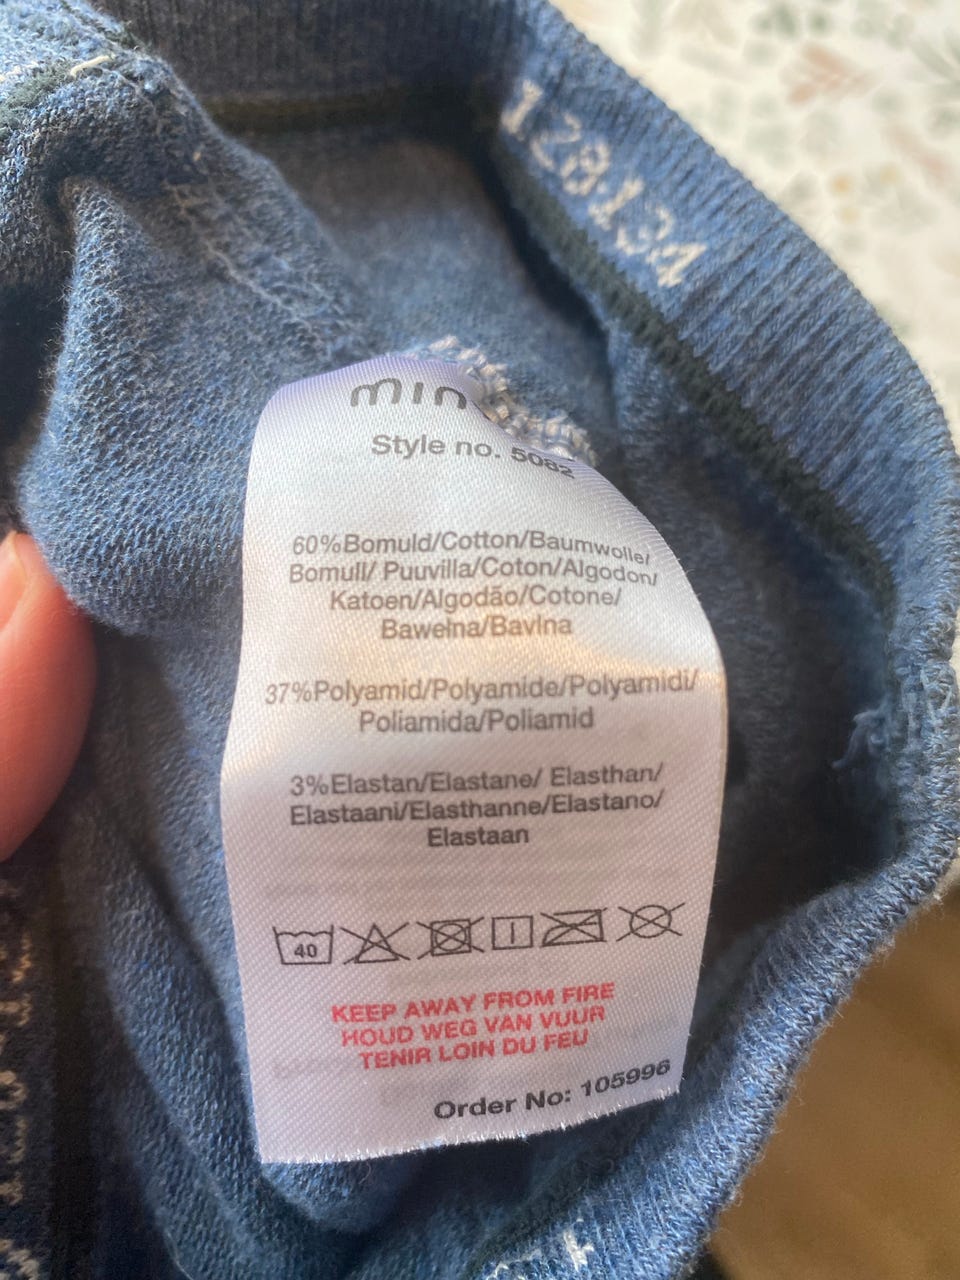 128-134
Style no. 5082
60%Bomuld/Cotton/Baumwolle/
Bomull/ Puuvilla/Coton/Algodon/
Katoen/Algodão/Cotone/
Bawełna/Bavlna
37%Polyamid/Polyamide/Polyamidi/
Poliamida/Poliamid
3%Elastan/Elastane/ Elasthan/
Elastaani/Elasthanne/Elastano/
Elastaan
40
KEEP AWAY FROM FIRE
HOUD WEG VAN VUUR
TENIR LOIN DU FEU
Order No: 105996